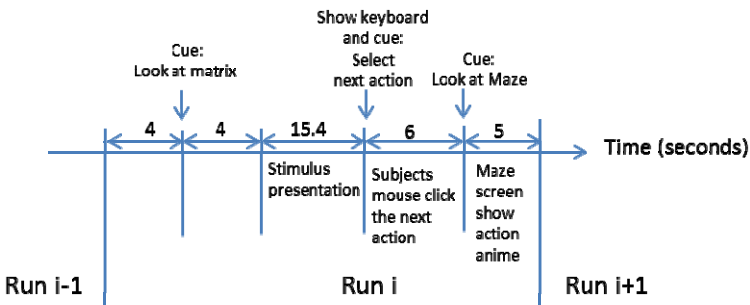 Show keyboard
and cue:
Select
next action
Cue:
Look at matrix
Cue:
Look at Maze
4
4
15.4
6
5
Time (seconds)
Stimulus
presentation
Subjects
mouse click
the next
action
Maze
screen
show
action
anime
Run i-1
Run i
Run i+1